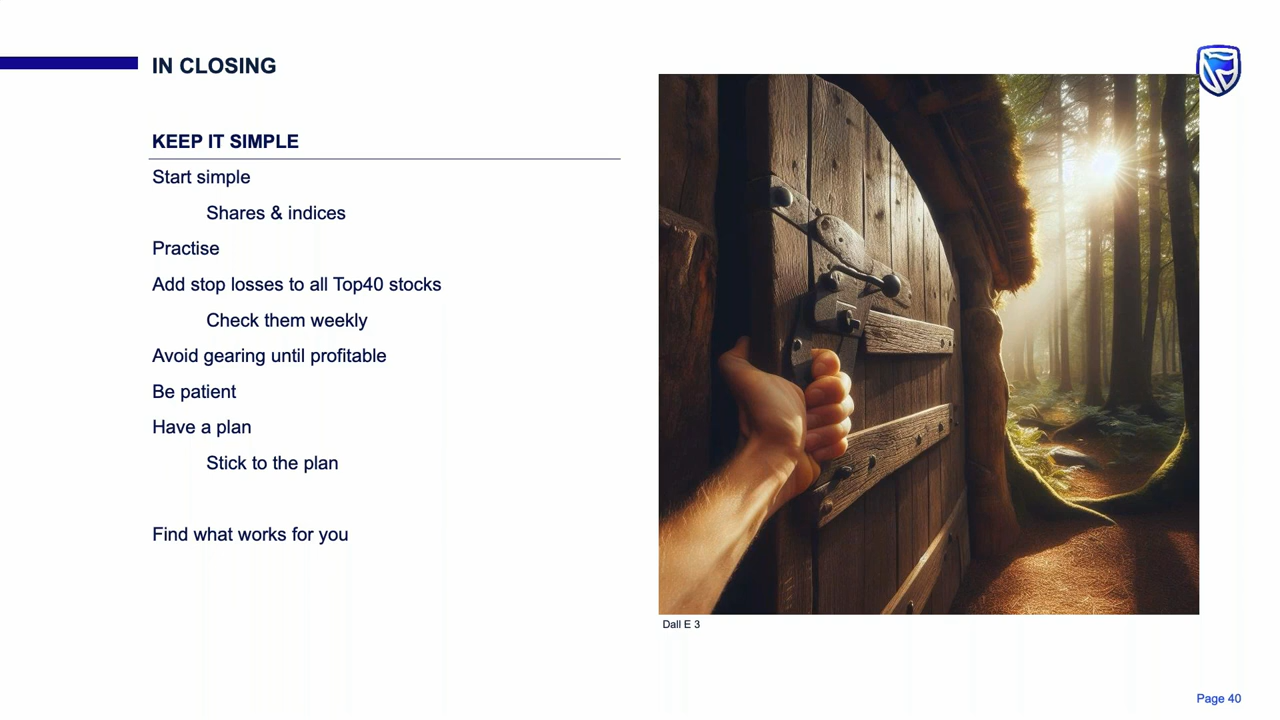 IN CLOSING
KEEP IT SIMPLE
Start simple
Shares & indices
Practise
Add stop losses to all Top40 stocks
Check them weekly
Avoid gearing until profitable
Be patient
Have a plan
Stick to the plan
Find what works for you
Dall E 3
Page 40